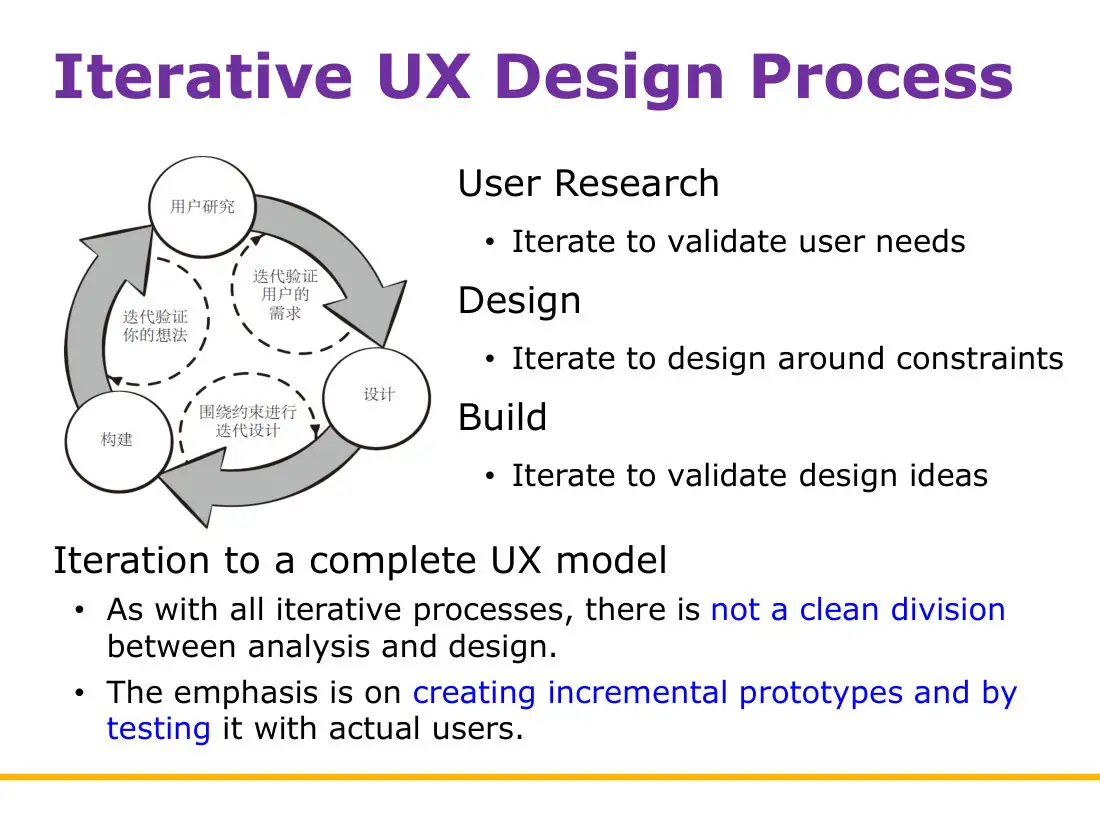 Iterative UX Design Process
用户研究
迭代验证
用户的
需求
迭代验证
你的想法
设计
围绕约束进行
迭代设计
构建
User Research
• Iterate to validate user needs
Design
• Iterate to design around constraints
Build
• Iterate to validate design ideas
Iteration to a complete UX model
• As with all iterative processes, there is not a clean division
between analysis and design.
• The emphasis is on creating incremental prototypes and by
testing it with actual users.